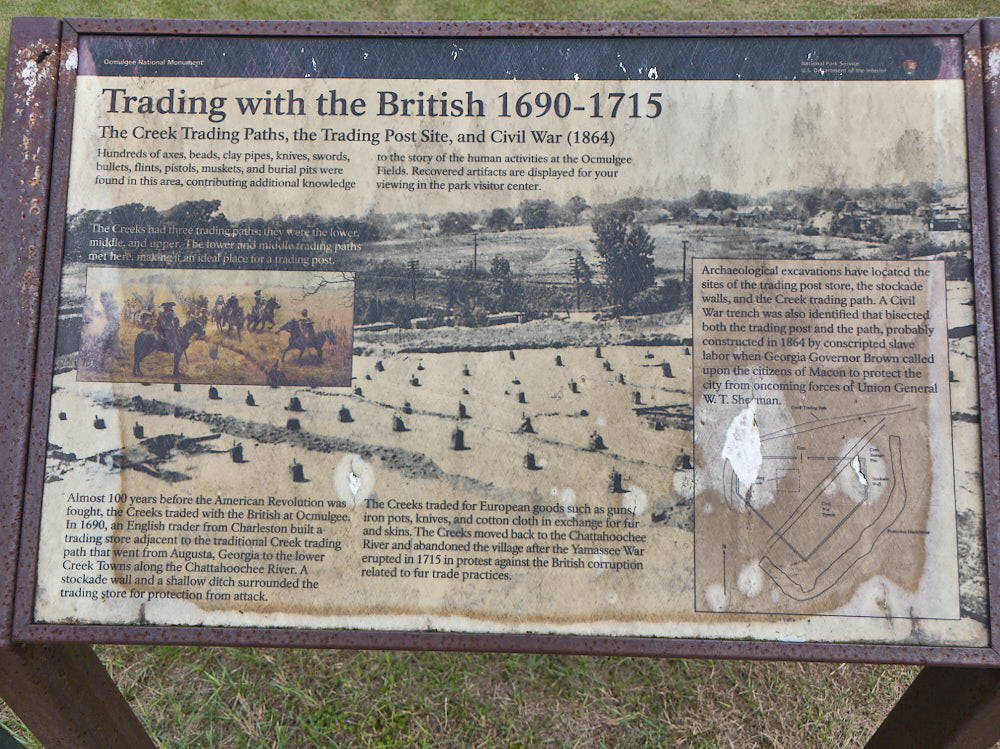 Ocmulgee National Monument
National Park Service
U.S. Department of the Interior
Trading with the British 1690-1715
The Creek Trading Paths, the Trading Post Site, and Civil War (1864)
Hundreds of axes, beads, clay pipes, knives, swords,
bullets, flints, pistols, muskets, and burial pits were
found in this area, contributing additional knowledge
to the story of the human activities at the Ocmulgee
Fields. Recovered artifacts are displayed for your
viewing in the park visitor center.
The Creeks had three trading paths; they were the lower,
middle, and upper. The lower and middle trading paths
met here, making it an ideal place for a trading post.
Archaeological excavations have located the
sites of the trading post store, the stockade
walls, and the Creek trading path. A Civil
War trench was also identified that bisected
both the trading post and the path, probably
constructed in 1864 by conscripted slave
labor when Georgia Governor Brown called
upon the citizens of Macon to protect the
city from oncoming forces of Union General
W. T. Sherman.
Creek Trading Path
Gate
Stockade
Wall
N
Almost 100 years before the American Revolution was
fought, the Creeks traded with the British at Ocmulgee.
In 1690, an English trader from Charleston built a
trading store adjacent to the traditional Creek trading
path that went from Augusta, Georgia to the lower
Creek Towns along the Chattahoochee River. A
stockade wall and a shallow ditch surrounded the
trading store for protection from attack.
The Creeks traded for European goods such as guns,
iron pots, knives, and cotton cloth in exchange for fur
and skins. The Creeks moved back to the Chattahoochee
River and abandoned the village after the Yamassee War
erupted in 1715 in protest against the British corruption
related to fur trade practices.